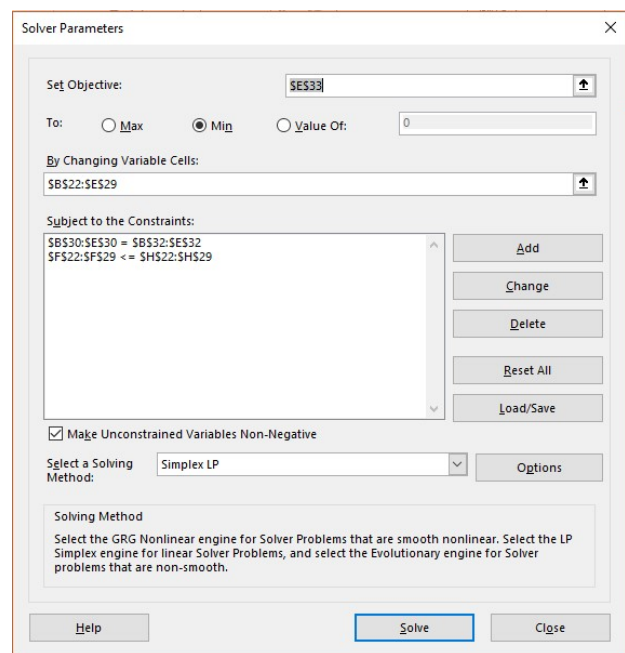 Solver Parameters
Set Objective:
$E$33
To:
Max
Min
Value Of:
0
By Changing Variable Cells:
$B$22:$E$29
Subject to the Constraints:
$B$30:$E$30 = $B$32:$E$32
$F$22:$F$29 <= $H$22:$H$29
Add
Change
Delete
Reset All
Load/Save
Make Unconstrained Variables Non-Negative
Select a Solving
Method:
Simplex LP
Options
Solving Method
Select the GRG Nonlinear engine for Solver Problems that are smooth nonlinear. Select the LP
Simplex engine for linear Solver Problems, and select the Evolutionary engine for Solver
problems that are non-smooth.
Help
Solve
Close